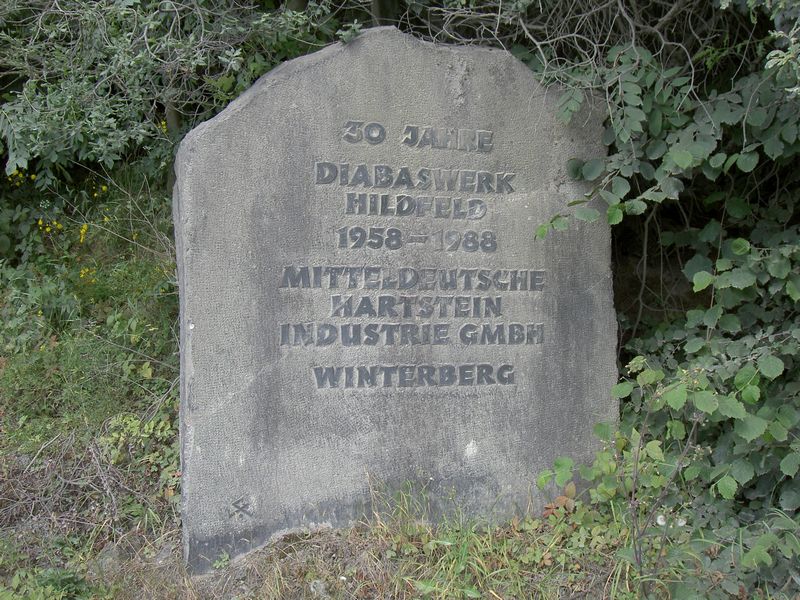 30 JAHRE
DIABASWERK
HILDFELD
1958 – 1988
MITTELDEUTSCHE
HARTSTEIN
INDUSTRIE GMBH
WINTERBERG